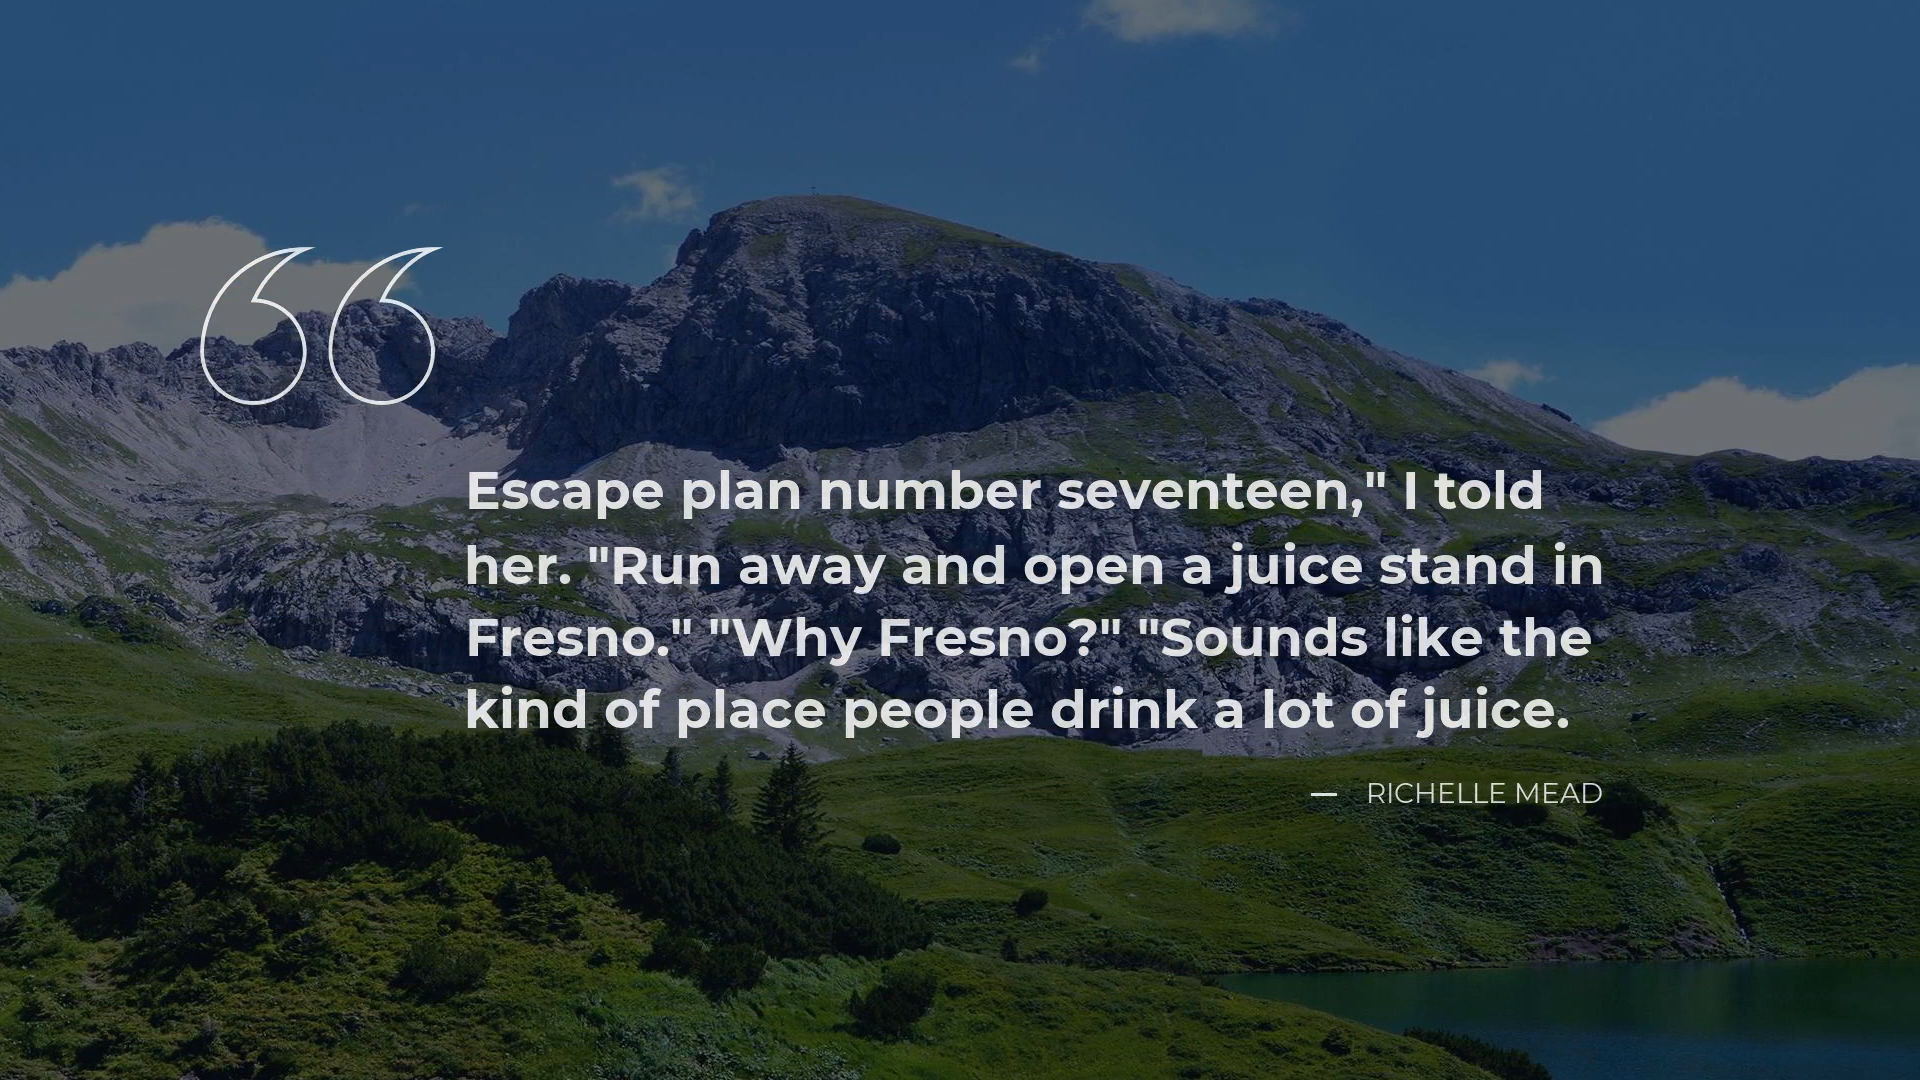 Escape plan number seventeen," I told
her. "Run away and open a juice stand in
Fresno." "Why Fresno?" "Sounds like the
kind of place people drink a lot of juice.
— RICHELLE MEAD